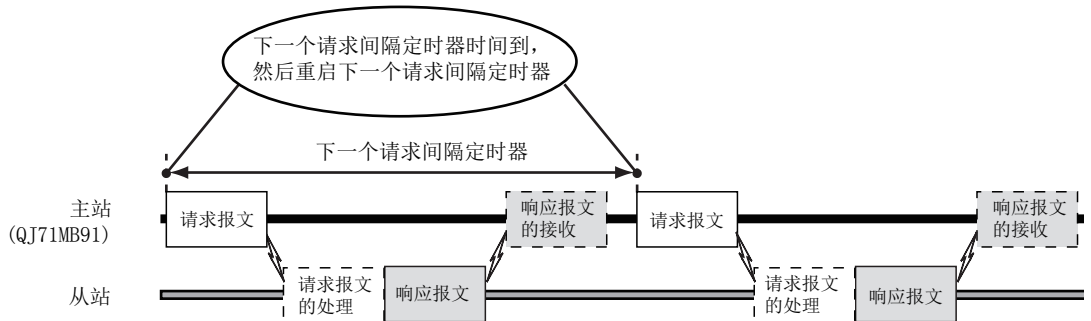 下一个请求间隔定时器时间到，
然后重启下一个请求间隔定时器
下一个请求间隔定时器
主站
(QJ71MB91)
请求报文
响应报文
的接收
请求报文
响应报文
的接收
从站
请求报文
的处理
响应报文
请求报文
的处理
响应报文